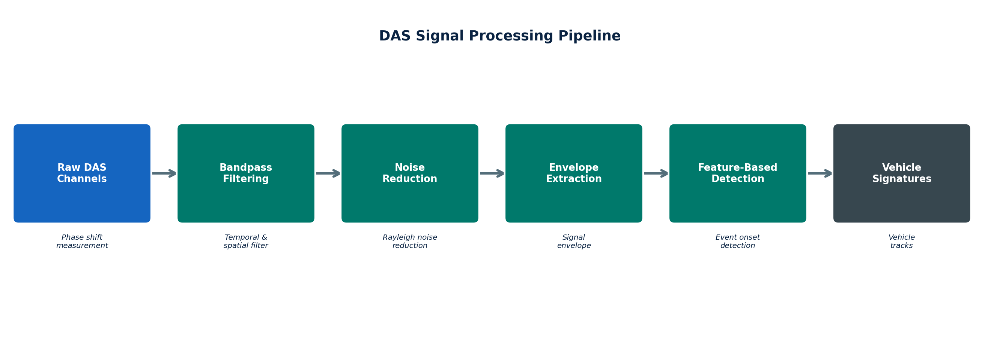 DAS Signal Processing Pipeline
Raw DAS
Channels
Bandpass
Filtering
Noise
Reduction
Envelope
Extraction
Feature-Based
Detection
Vehicle
Signatures
Phase shift
measurement
Temporal &
spatial filter
Rayleigh noise
reduction
Signal
envelope
Event onset
detection
Vehicle
tracks